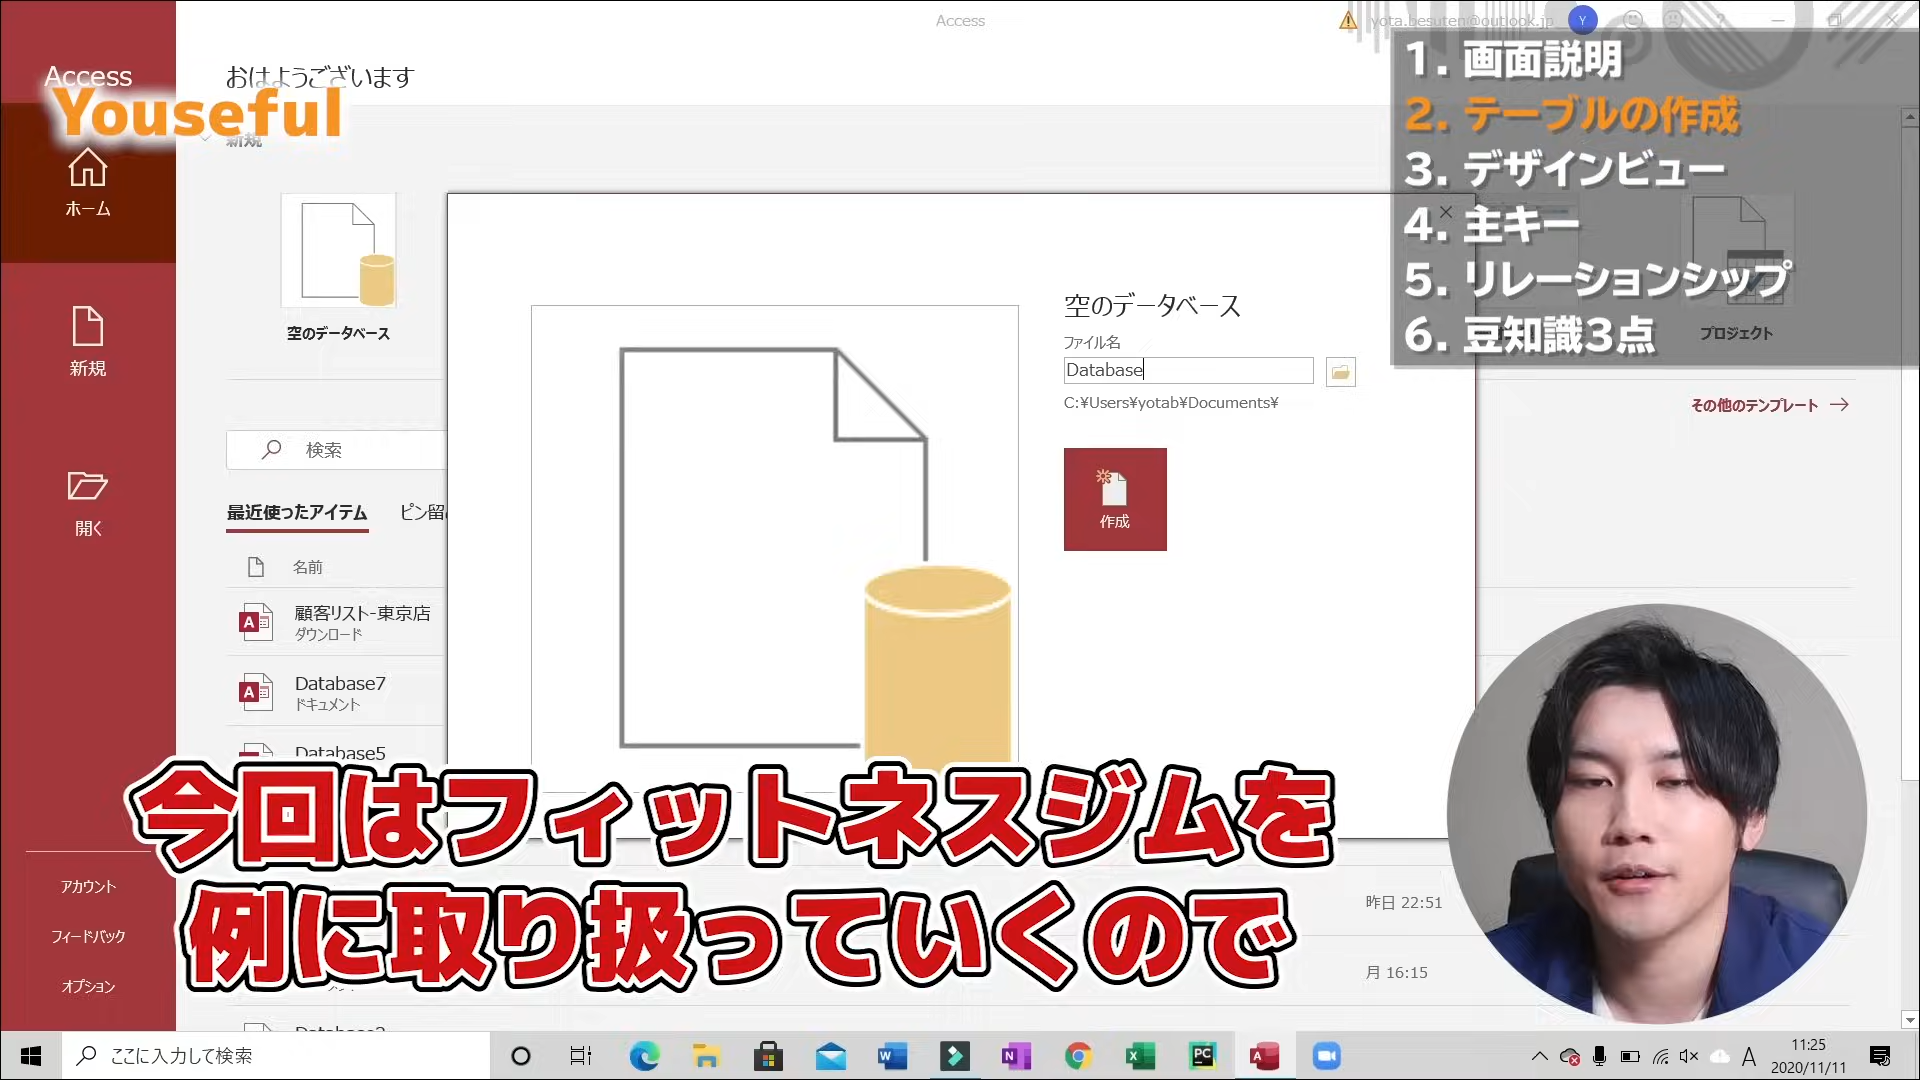 Access
yota.besuten@outlook.jp
Y
Access
おはようございます
Youseful
新規
1. 画面説明
2. テーブルの作成
3. デザインビュー
4. 主キー
5. リレーションシップ
6. 豆知識3点
ホーム
新規
開く
アカウント
フィードバック
オプション
空のデータベース
検索
最近使ったアイテム
ピン留
名前
顧客リスト-東京店
ダウンロード
Database7
ドキュメント
Database5
空のデータベース
ファイル名
Database
C:¥Users¥yotab¥Documents¥
作成
プロジェクト
その他のテンプレート
今回はフィットネスジムを
例に取り扱っていくので
昨日 22:51
月 16:15
ここに入力して検索
A
11:25
2020/11/11